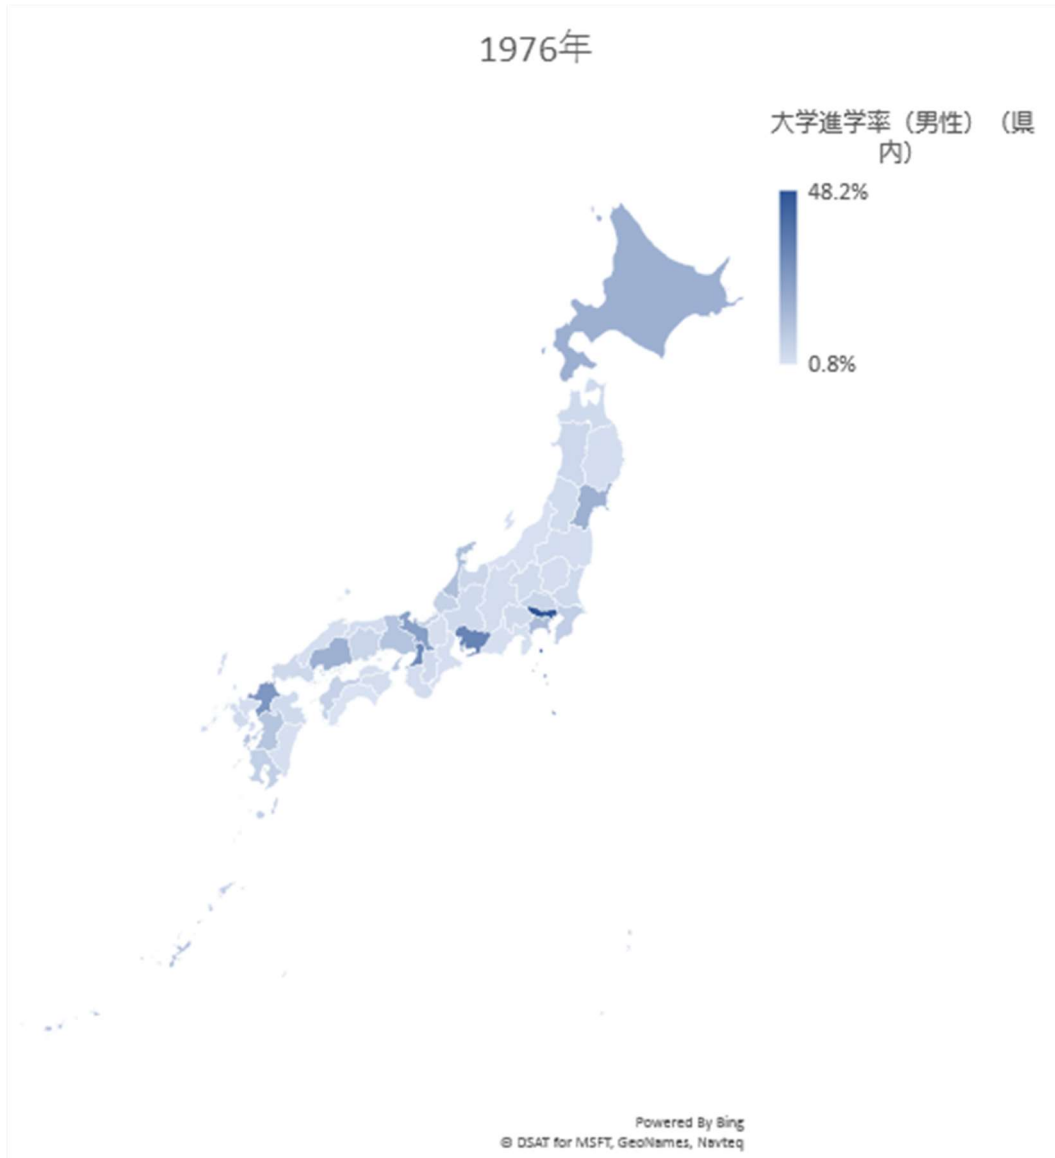 1976年
大学進学率（男性）（県
内）
48.2%
0.8%
Powered By Bing
© DSAT for MSFT, GeoNames, Navteq